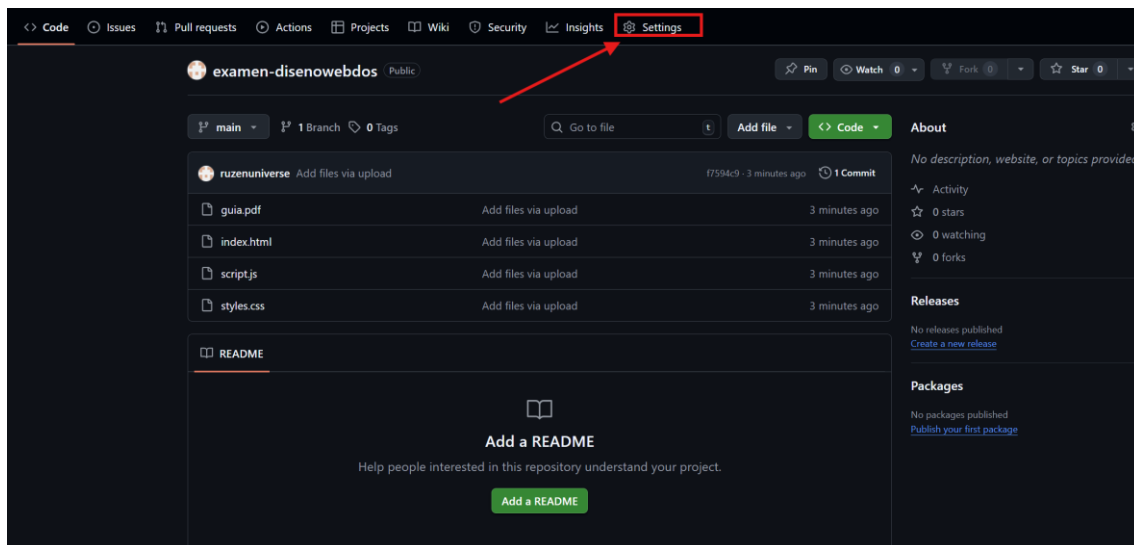 Code Issues Pull requests Actions Projects Wiki Security Insights Settings
examen-disenowebdos Public Pin Watch 0 Fork 0 Star 0
main 1 Branch 0 Tags Go to file t Add file Code
About
No description, website, or topics provided
ruzenuniverse Add files via upload f7594c9 · 3 minutes ago 1 Commit
guia.pdf Add files via upload 3 minutes ago
index.html Add files via upload 3 minutes ago
script.js Add files via upload 3 minutes ago
styles.css Add files via upload 3 minutes ago
Activity
0 stars
0 watching
0 forks
Releases
No releases published
Create a new release
Packages
No packages published
Publish your first package
README
Add a README
Help people interested in this repository understand your project.
Add a README